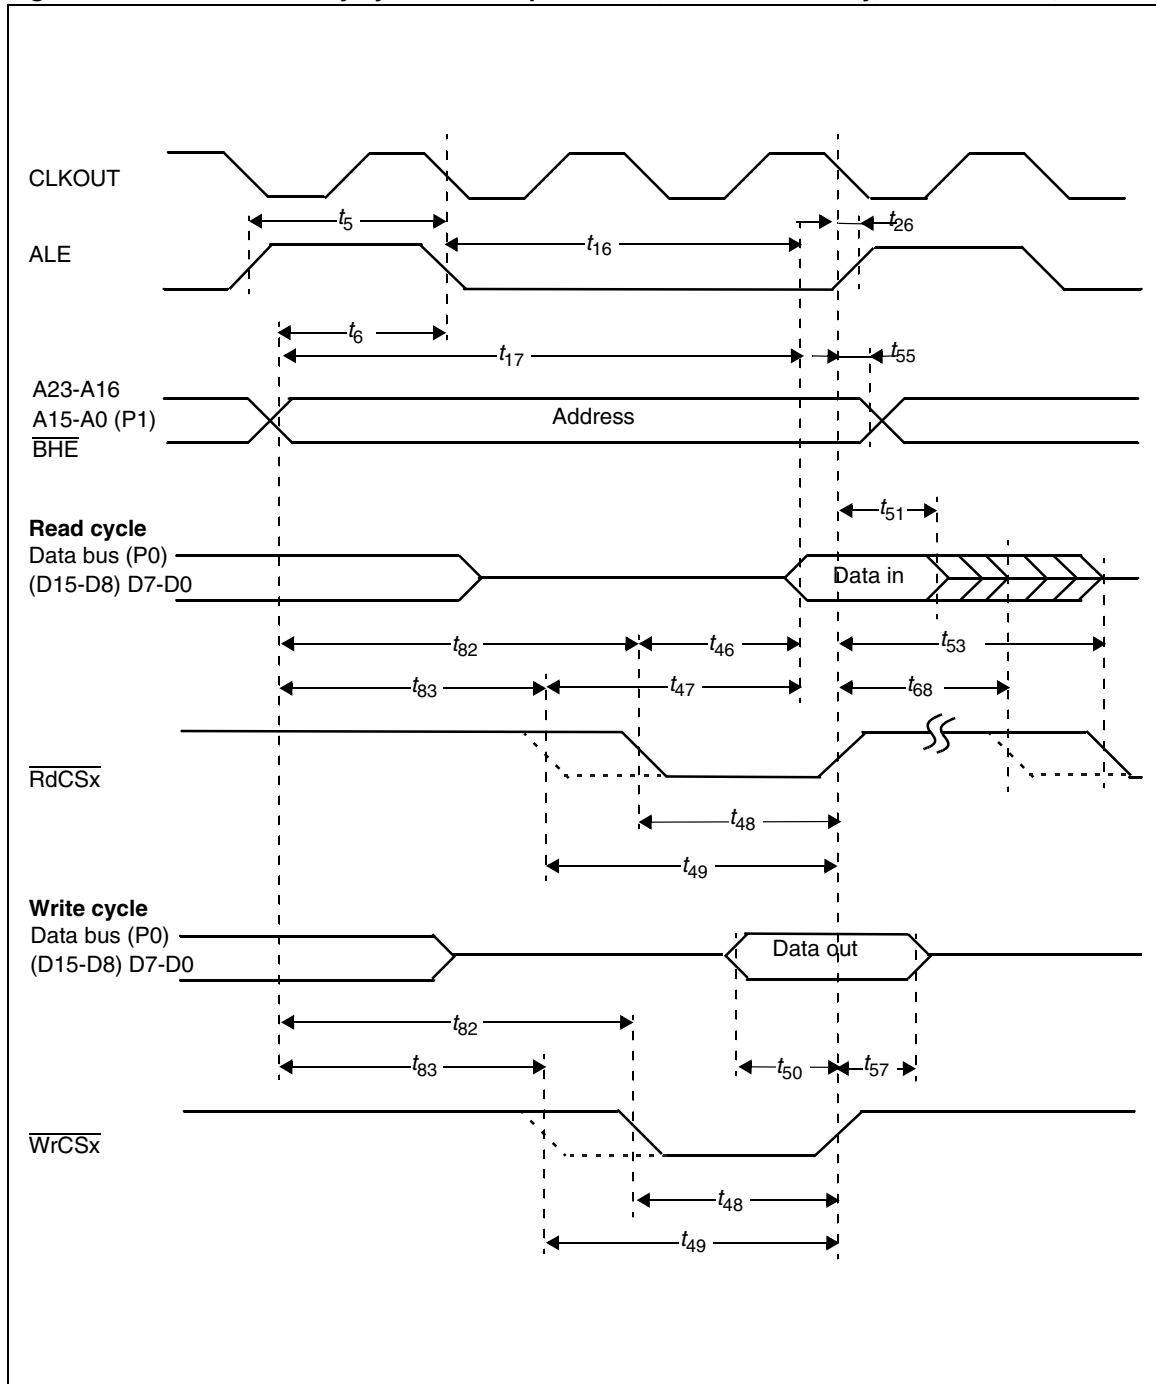 CLKOUT
t5
t26
ALE
t16
t6
t17
t55
A23-A16
A15-A0 (P1)
Address
BHE
t51
Read cycle
Data bus (P0)
(D15-D8) D7-D0
Data in
t82
t46
t53
t83
t47
t68
RdCSx
t48
t49
Write cycle
Data bus (P0)
(D15-D8) D7-D0
Data out
t82
t83
t50
t57
WrCSx
t48
t49